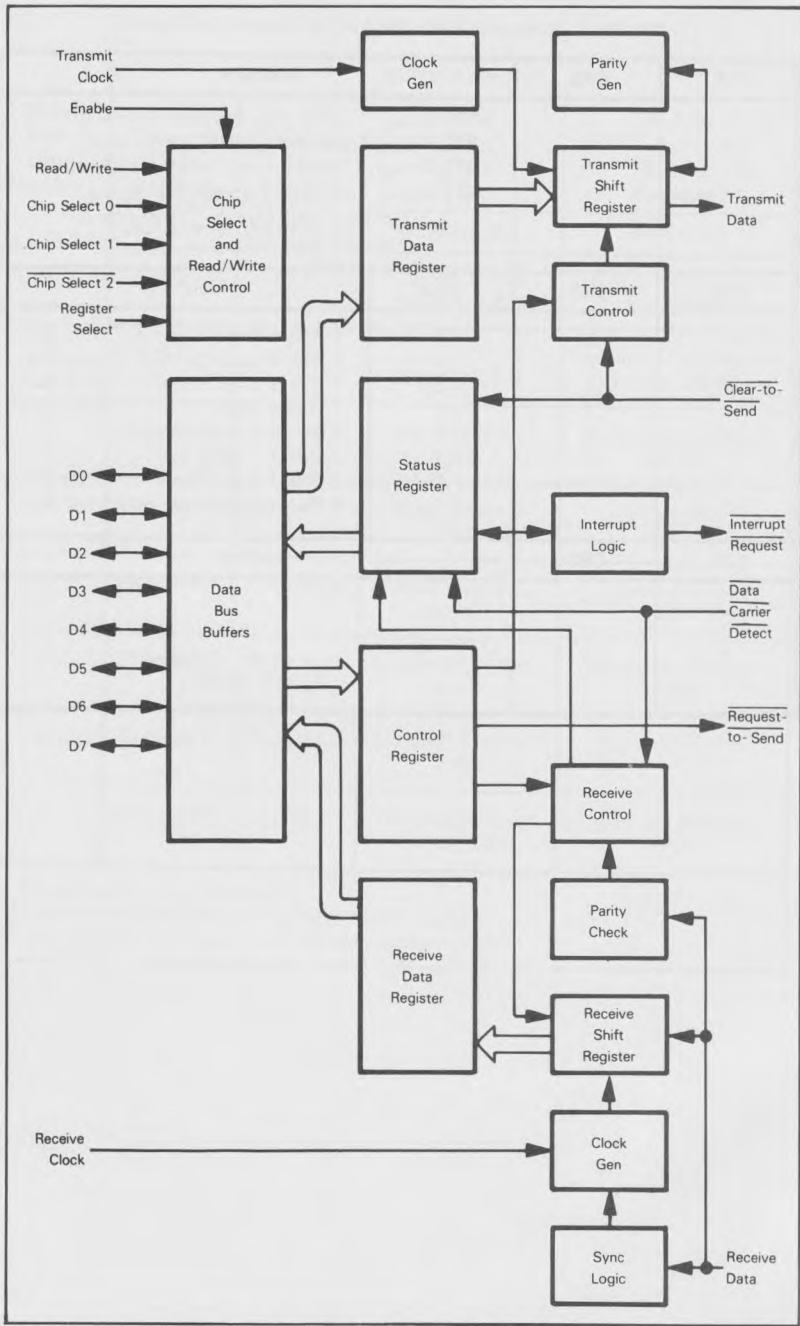 Transmit
Clock
Clock
Gen
Parity
Gen
Enable
Read/Write
Chip Select 0
Chip Select 1
Chip Select 2
Register
Select
Chip
Select
and
Read/Write
Control
Transmit
Data
Register
Transmit
Shift
Register
Transmit
Data
Transmit
Control
Clear-to-
Send
D0
D1
D2
D3
D4
D5
D6
D7
Data
Bus
Buffers
Status
Register
Interrupt
Logic
Interrupt
Request
Data
Carrier
Detect
Control
Register
Request-
to-Send
Receive
Control
Parity
Check
Receive
Data
Register
Receive
Shift
Register
Receive
Clock
Clock
Gen
Sync
Logic
Receive
Data